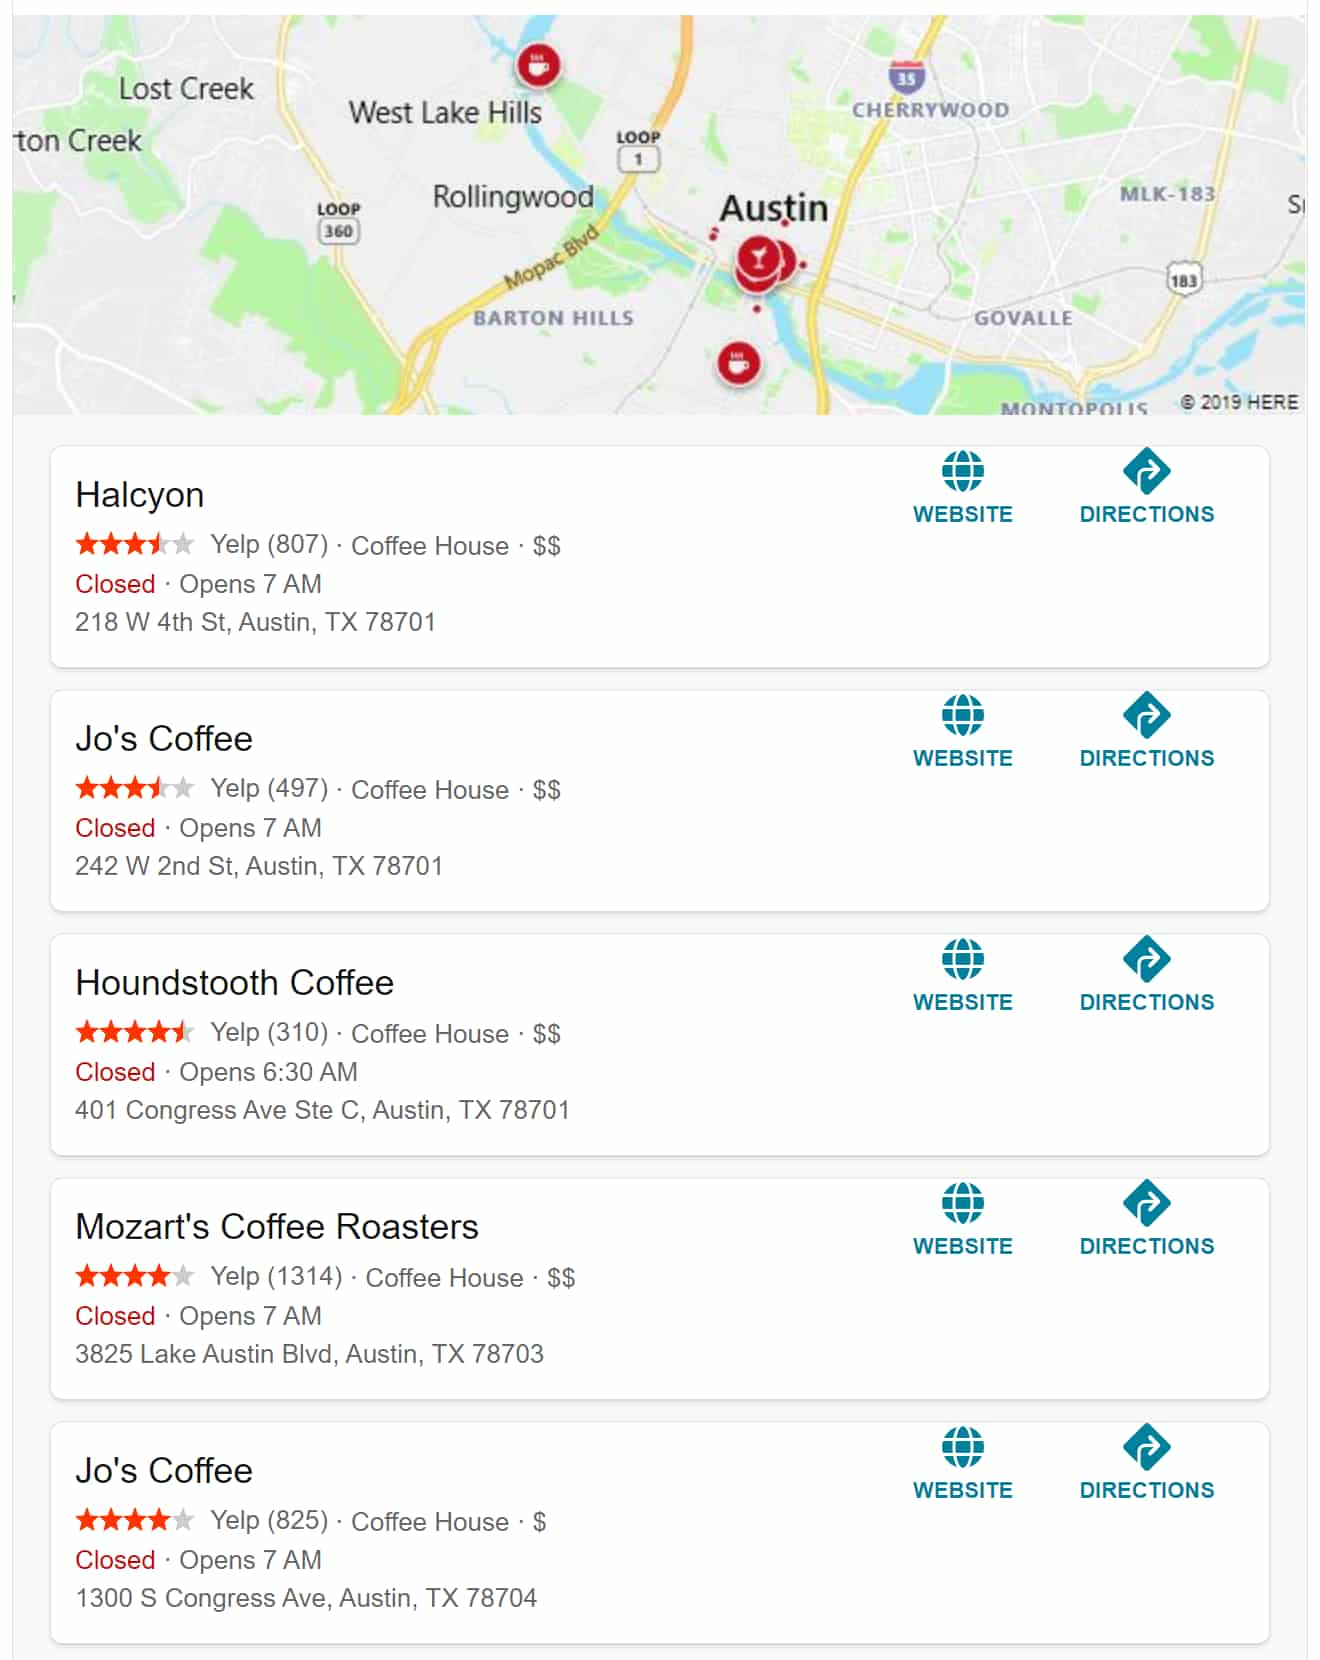 Lost Creek
West Lake Hills
35
CHERRYWOOD
ton Creek
LOOP
1
Rollingwood
Austin
MLK-183
LOOP
360
Mopac Blvd
183
BARTON HILLS
GOVALLE
MONTOPOLIS
© 2019 HERE
Halcyon
Yelp (807) · Coffee House · $$
Closed · Opens 7 AM
218 W 4th St, Austin, TX 78701
WEBSITE
DIRECTIONS
Jo's Coffee
Yelp (497) · Coffee House · $$
Closed · Opens 7 AM
242 W 2nd St, Austin, TX 78701
WEBSITE
DIRECTIONS
Houndstooth Coffee
Yelp (310) · Coffee House · $$
Closed · Opens 6:30 AM
401 Congress Ave Ste C, Austin, TX 78701
WEBSITE
DIRECTIONS
Mozart's Coffee Roasters
Yelp (1314) · Coffee House · $$
Closed · Opens 7 AM
3825 Lake Austin Blvd, Austin, TX 78703
WEBSITE
DIRECTIONS
Jo's Coffee
Yelp (825) · Coffee House · $
Closed · Opens 7 AM
1300 S Congress Ave, Austin, TX 78704
WEBSITE
DIRECTIONS